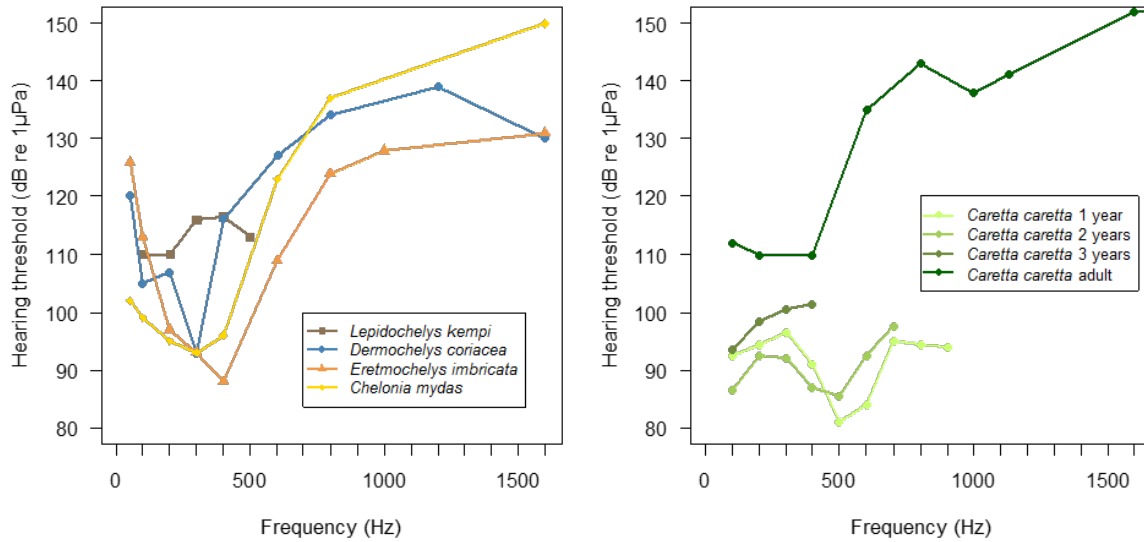 150
140
130
120
110
100
90
80
Hearing threshold (dB re 1µPa)
Lepidochelys kempi
Dermochelys coriacea
Eretmochelys imbricata
Chelonia mydas
0 500 1000 1500
Frequency (Hz)
150
140
130
120
110
100
90
80
Hearing threshold (dB re 1µPa)
Caretta caretta 1 year
Caretta caretta 2 years
Caretta caretta 3 years
Caretta caretta adult
0 500 1000 1500
Frequency (Hz)